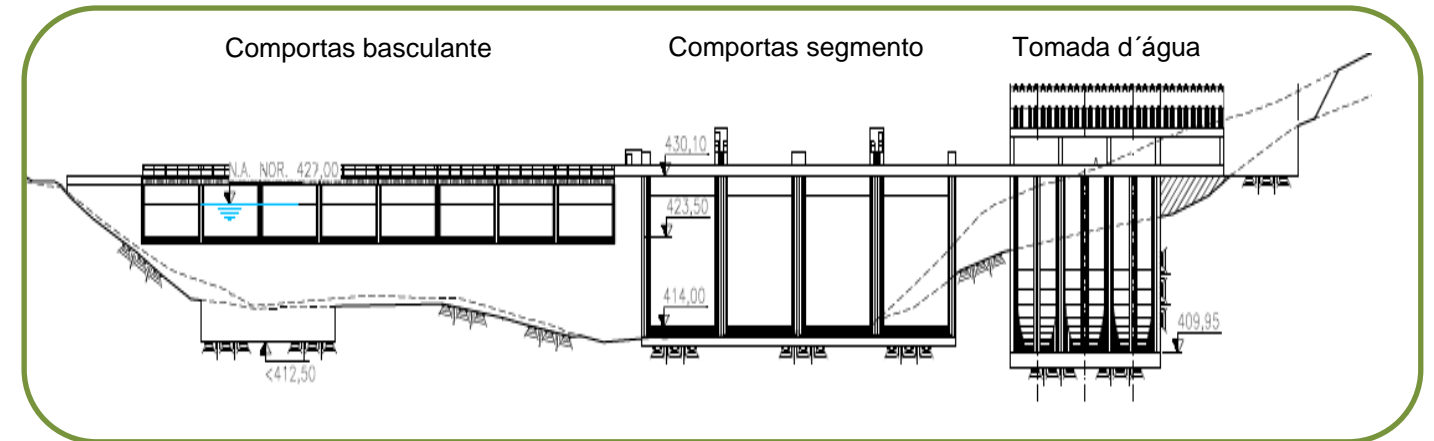 Comportas basculante
Comportas segmento
Tomada d´água
N.A. NOR. 427,00
430,10
423,50
414,00
409,95
<412,50